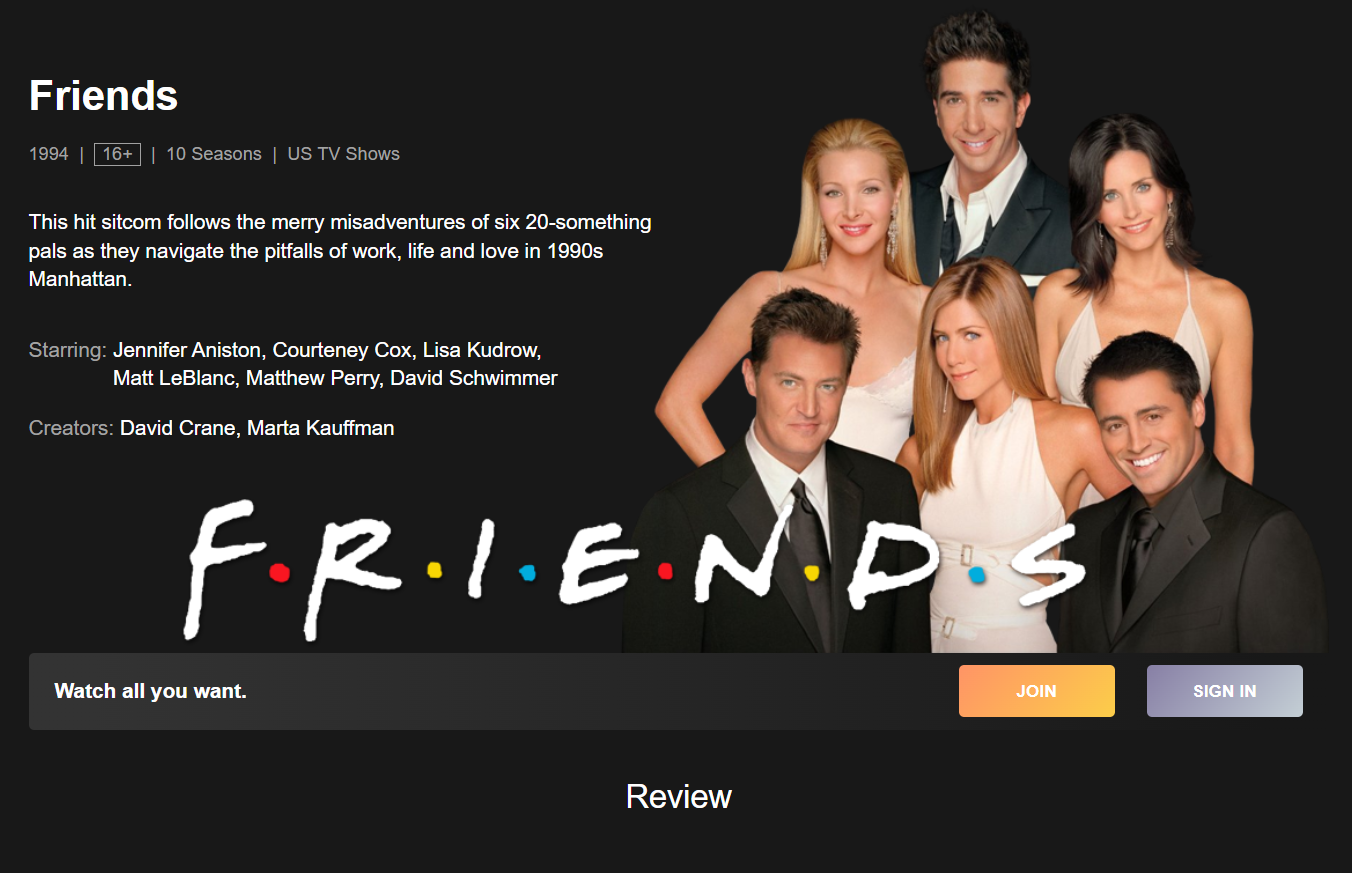 Friends
1994 | 16+ | 10 Seasons | US TV Shows
This hit sitcom follows the merry misadventures of six 20-something
pals as they navigate the pitfalls of work, life and love in 1990s
Manhattan.
Starring: Jennifer Aniston, Courteney Cox, Lisa Kudrow,
Matt LeBlanc, Matthew Perry, David Schwimmer
Creators: David Crane, Marta Kauffman
F·R·I·E·N·D·S
Watch all you want.
JOIN
SIGN IN
Review